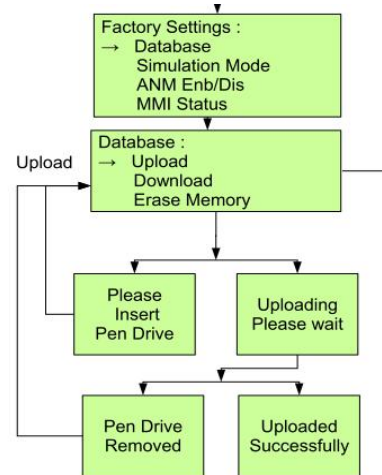 Factory Settings :
→ Database
Simulation Mode
ANM Enb/Dis
MMI Status
Database :
→ Upload
Download
Erase Memory
Upload
Please
Insert
Pen Drive
Uploading
Please wait
Pen Drive
Removed
Uploaded
Successfully